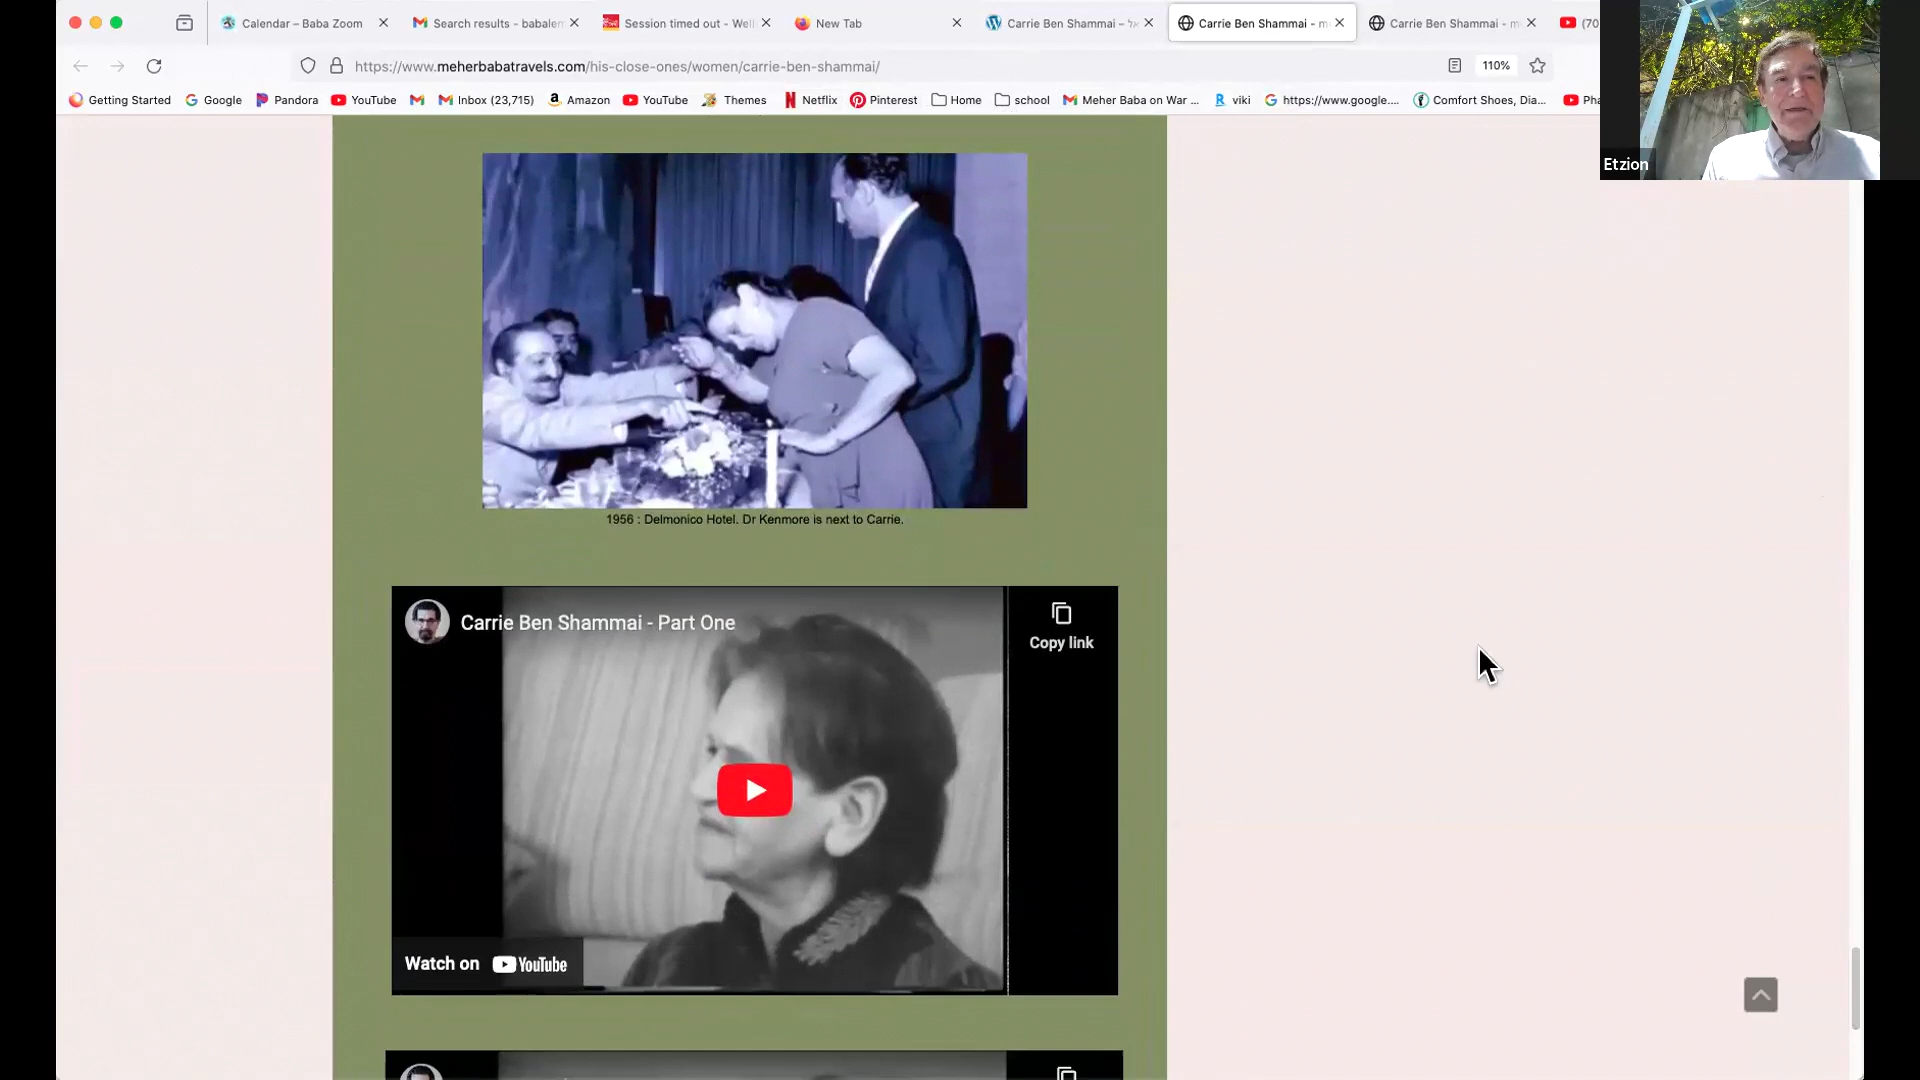 Calendar – Baba Zoom
Search results - babalem
Session timed out - Well
New Tab
Carrie Ben Shammai –
Carrie Ben Shammai - m
Carrie Ben Shammai - m
(70
https://www.meherbabatravels.com/his-close-ones/women/carrie-ben-shammai/
110%
Getting Started
Google
Pandora
YouTube
Inbox (23,715)
Amazon
YouTube
Themes
Netflix
Pinterest
Home
school
Meher Baba on War ...
viki
https://www.google....
Comfort Shoes, Dia...
Pha
Etzion
1956 : Delmonico Hotel. Dr Kenmore is next to Carrie.
Carrie Ben Shammai - Part One
Copy link
Watch on YouTube